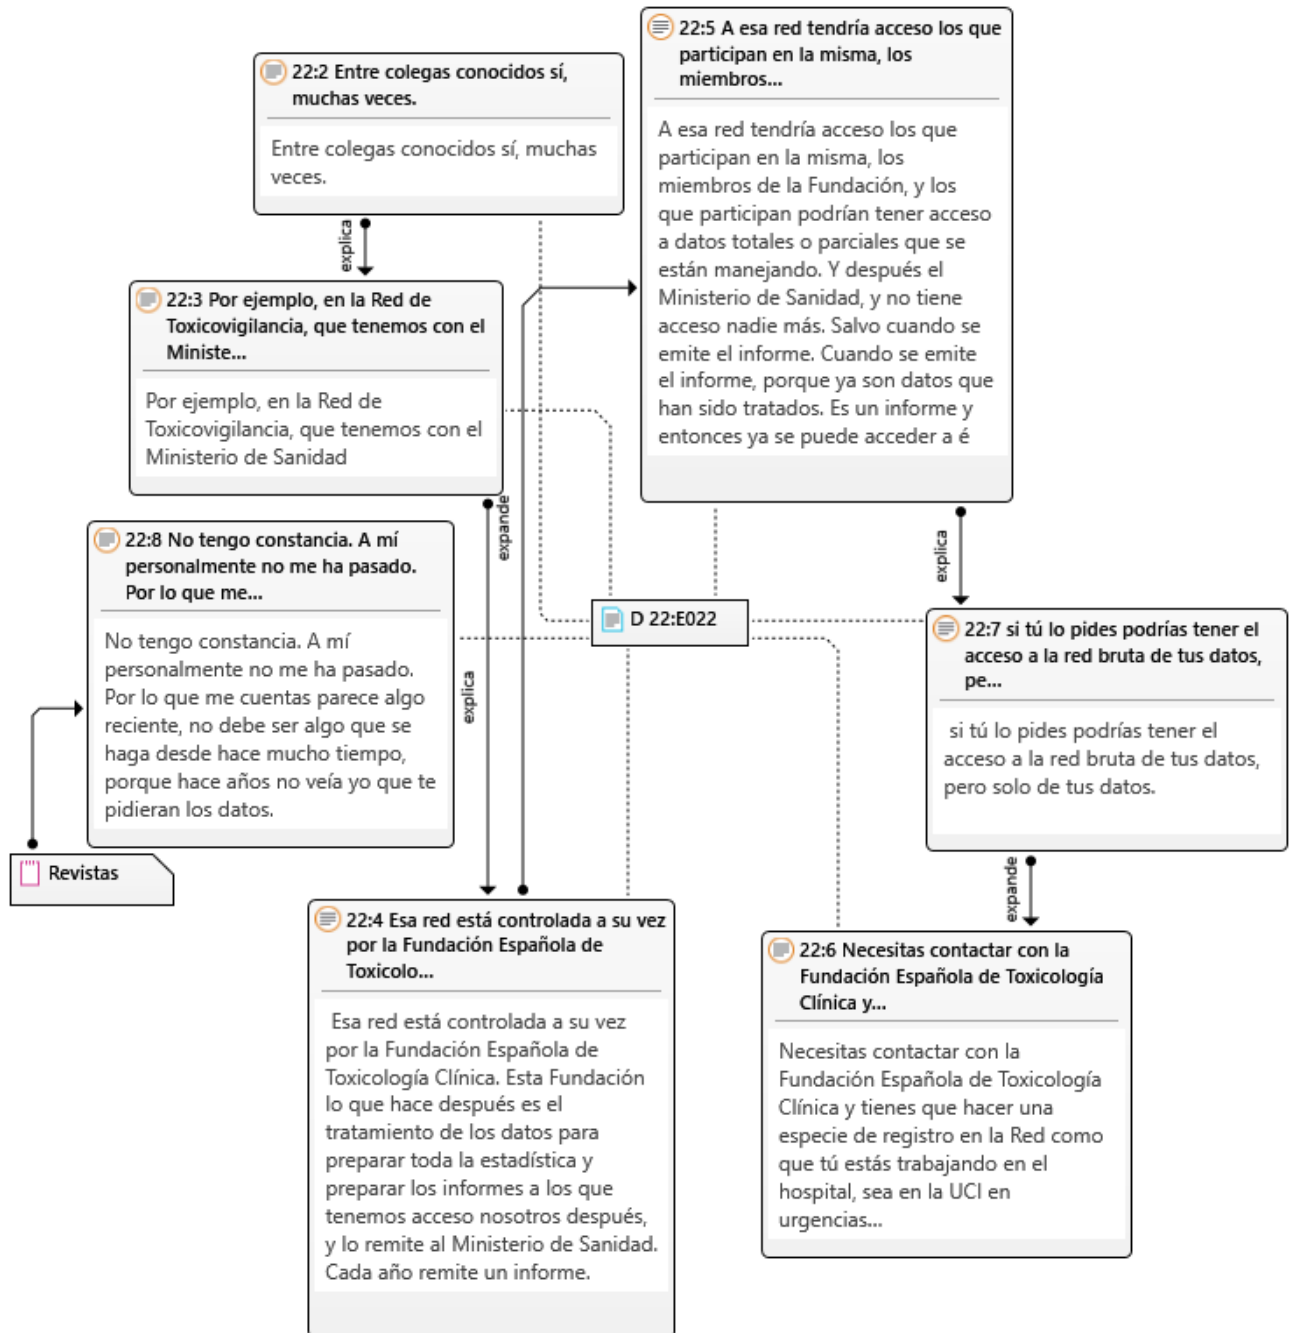 22:2 Entre colegas conocidos sí,
muchas veces.
Entre colegas conocidos sí, muchas
veces.
explica
22:3 Por ejemplo, en la Red de
Toxicovigilancia, que tenemos con el
Ministe...
Por ejemplo, en la Red de
Toxicovigilancia, que tenemos con el
Ministerio de Sanidad
explica
22:4 Esa red está controlada a su vez
por la Fundación Española de
Toxicolo...
Esa red está controlada a su vez
por la Fundación Española de
Toxicología Clínica. Esta Fundación
lo que hace después es el
tratamiento de los datos para
preparar toda la estadística y
preparar los informes a los que
tenemos acceso nosotros después,
y lo remite al Ministerio de Sanidad.
Cada año remite un informe.
expande
22:5 A esa red tendría acceso los que
participan en la misma, los
miembros...
A esa red tendría acceso los que
participan en la misma, los
miembros de la Fundación, y los
que participan podrían tener acceso
a datos totales o parciales que se
están manejando. Y después el
Ministerio de Sanidad, y no tiene
acceso nadie más. Salvo cuando se
emite el informe. Cuando se emite
el informe, porque ya son datos que
han sido tratados. Es un informe y
entonces ya se puede acceder a é
explica
22:7 si tú lo pides podrías tener el
acceso a la red bruta de tus datos,
pe...
si tú lo pides podrías tener el
acceso a la red bruta de tus datos,
pero solo de tus datos.
expande
22:6 Necesitas contactar con la
Fundación Española de Toxicología
Clínica y...
Necesitas contactar con la
Fundación Española de Toxicología
Clínica y tienes que hacer una
especie de registro en la Red como
que tú estás trabajando en el
hospital, sea en la UCI en
urgencias...
D 22:E022
22:8 No tengo constancia. A mí
personalmente no me ha pasado.
Por lo que me...
No tengo constancia. A mí
personalmente no me ha pasado.
Por lo que me cuentas parece algo
reciente, no debe ser algo que se
haga desde hace mucho tiempo,
porque hace años no veía yo que te
pidieran los datos.
Revistas